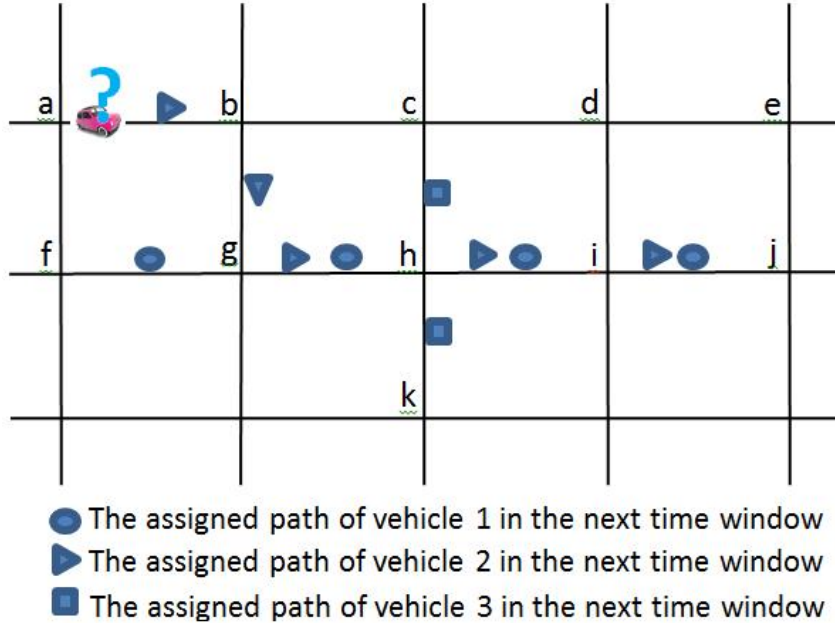 ?
a b c d e
f g h i j
k
The assigned path of vehicle 1 in the next time window
The assigned path of vehicle 2 in the next time window
The assigned path of vehicle 3 in the next time window